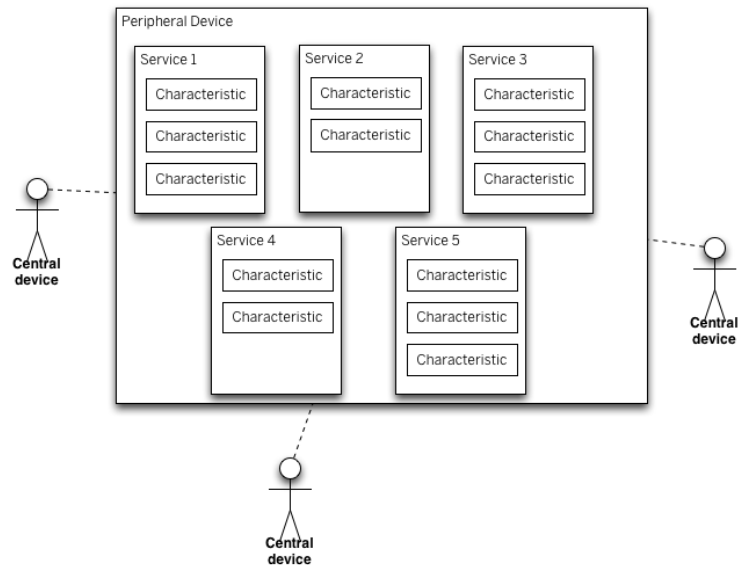 Peripheral Device
Service 1
Characteristic
Characteristic
Characteristic
Service 2
Characteristic
Characteristic
Service 3
Characteristic
Characteristic
Characteristic
Service 4
Characteristic
Characteristic
Service 5
Characteristic
Characteristic
Characteristic
Central
device
Central
device
Central
device